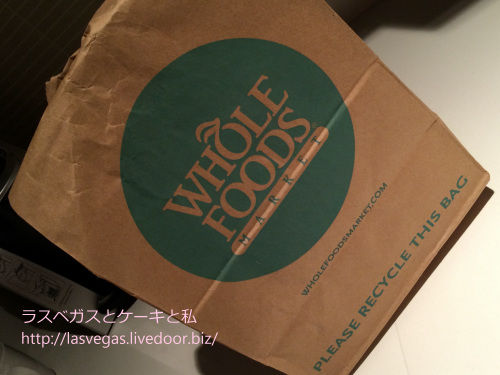 WHOLE
FOODS
MARKET
WHOLEFOODSMARKET.COM
PLEASE RECYCLE THIS BAG
ラスベガスとケーキと私
http://lasvegas.livedoor.biz/